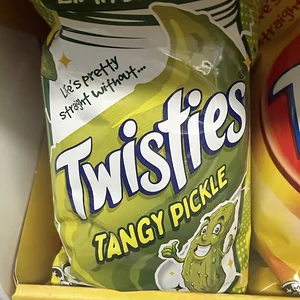 Life's pretty
straight without...
Twisties
TANGY PICKLE